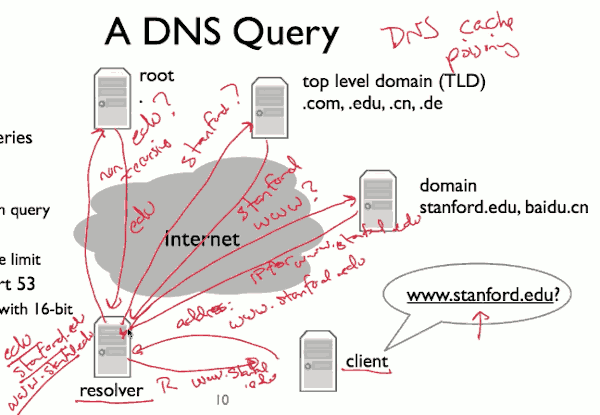 A DNS Query
DNS cache
root
.
top level domain (TLD)
.com, .edu, .cn, .de
edu?
non
recursive
stanford?
eries
edu
stanford
www?
domain
stanford.edu, baidu.cn
n query
internet
www.stanford.edu
e limit
rt 53
IP for www.stanford.edu
with 16-bit
address:
www.stanford.edu?
edu
stanford.edu
www.stanford.edu
client
resolver
R
www.stanford
.edu
10